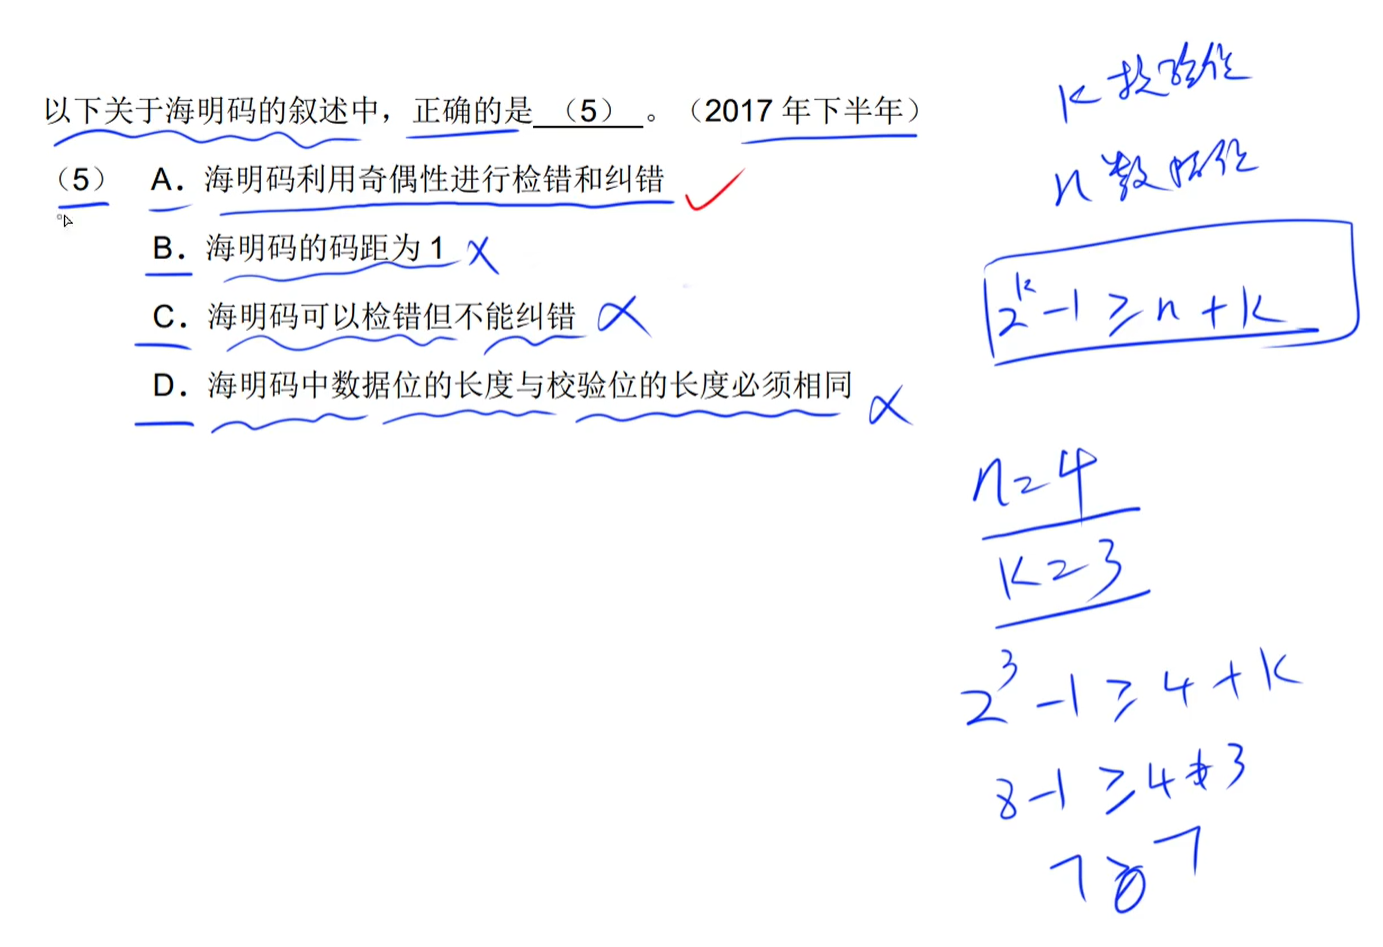 以下关于海明码的叙述中，正确的是 （5） 。（2017 年下半年）
（5） A．海明码利用奇偶性进行检错和纠错
B．海明码的码距为 1
C．海明码可以检错但不能纠错
D．海明码中数据位的长度与校验位的长度必须相同
K 校验位
n 数据位
2^k - 1 ≥ n + k
n = 4
k = 3
2^3 - 1 ≥ 4 + k
8 - 1 ≥ 4 + 3
7 ≥ 7